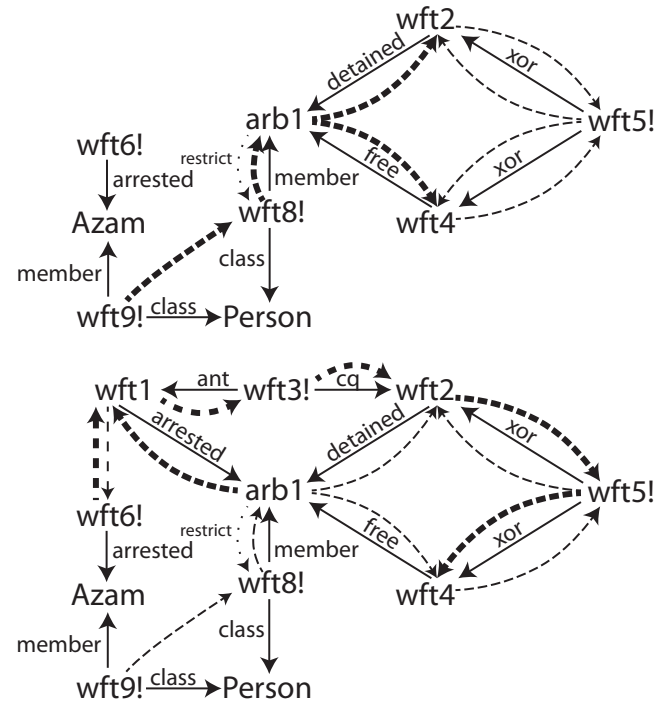 wft2
detained
xor
arb1
wft5!
wft6!
restrict
free
xor
arrested
member
wft8!
wft4
Azam
member
class
wft9!
class
Person
wft1
ant
wft3!
cq
wft2
arrested
detained
xor
arb1
wft5!
wft6!
restrict
free
xor
arrested
member
wft8!
wft4
Azam
member
class
wft9!
class
Person